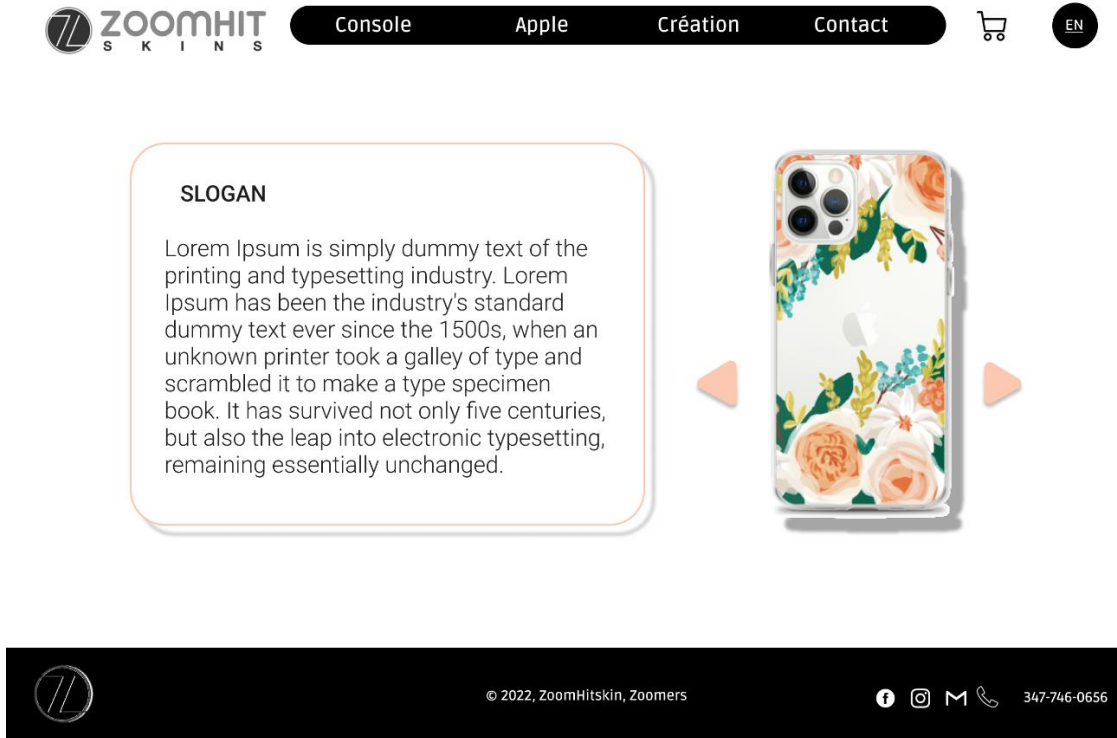 ZOOMHIT
SKINS
Console
Apple
Création
Contact
EN
SLOGAN
Lorem Ipsum is simply dummy text of the
printing and typesetting industry. Lorem
Ipsum has been the industry's standard
dummy text ever since the 1500s, when an
unknown printer took a galley of type and
scrambled it to make a type specimen
book. It has survived not only five centuries,
but also the leap into electronic typesetting,
remaining essentially unchanged.
© 2022, ZoomHitskin, Zoomers
347-746-0656